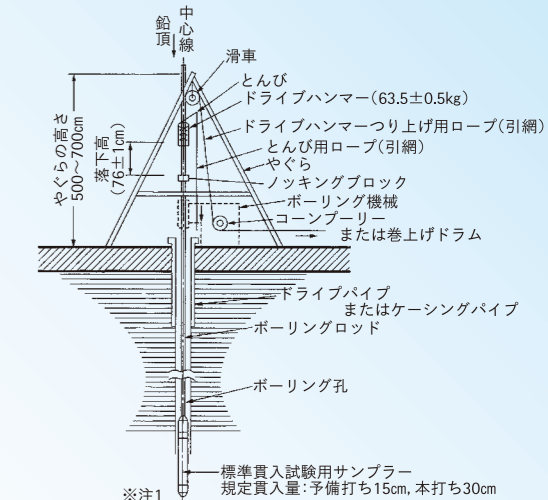 中心線
鉛頂
滑車
とんび
ドライブハンマー(63.5±0.5kg)
ドライブハンマーつり上げ用ロープ(引網)
とんび用ロープ(引網)
やぐら
ノッキングブロック
ボーリング機械
コーンプーリー
または巻上げドラム
やぐらの高さ
500〜700cm
落下高
(76±1cm)
ドライブパイプ
またはケーシングパイプ
ボーリングロッド
ボーリング孔
標準貫入試験用サンプラー
規定貫入量:予備打ち15cm, 本打ち30cm
※注1